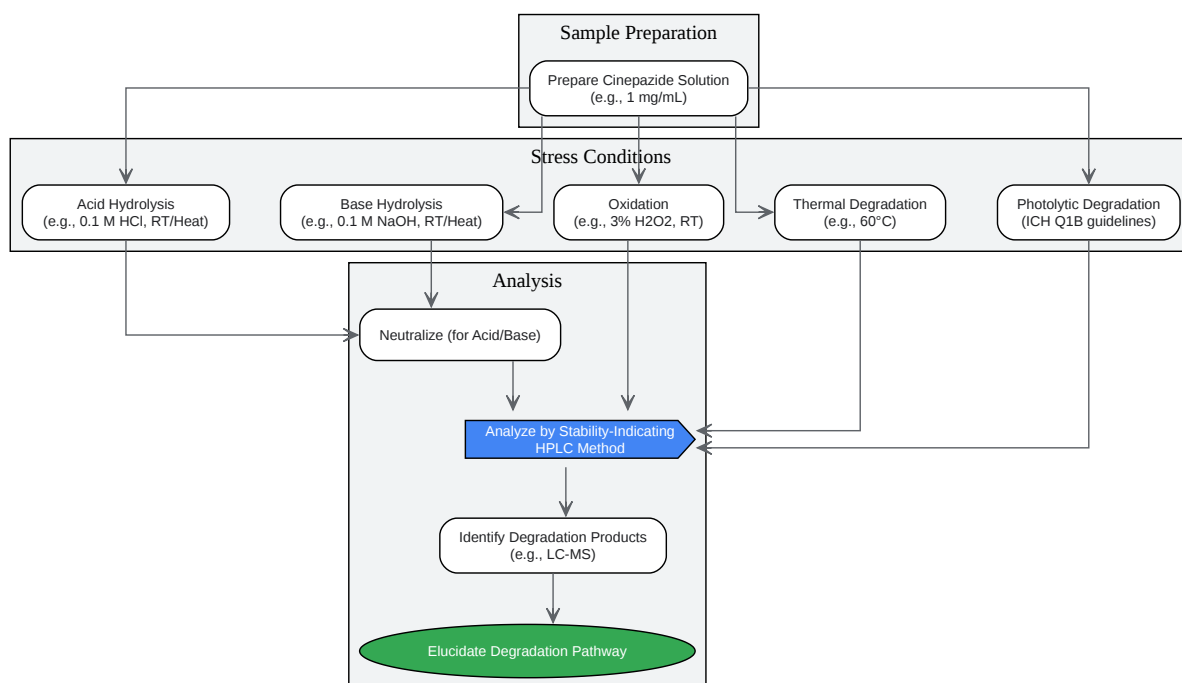 Sample Preparation
Prepare Cinepazide Solution
(e.g., 1 mg/mL)
Stress Conditions
Acid Hydrolysis
(e.g., 0.1 M HCl, RT/Heat)
Base Hydrolysis
(e.g., 0.1 M NaOH, RT/Heat)
Oxidation
(e.g., 3% H2O2, RT)
Thermal Degradation
(e.g., 60°C)
Photolytic Degradation
(ICH Q1B guidelines)
Analysis
Neutralize (for Acid/Base)
Analyze by Stability-Indicating
HPLC Method
Identify Degradation Products
(e.g., LC-MS)
Elucidate Degradation Pathway